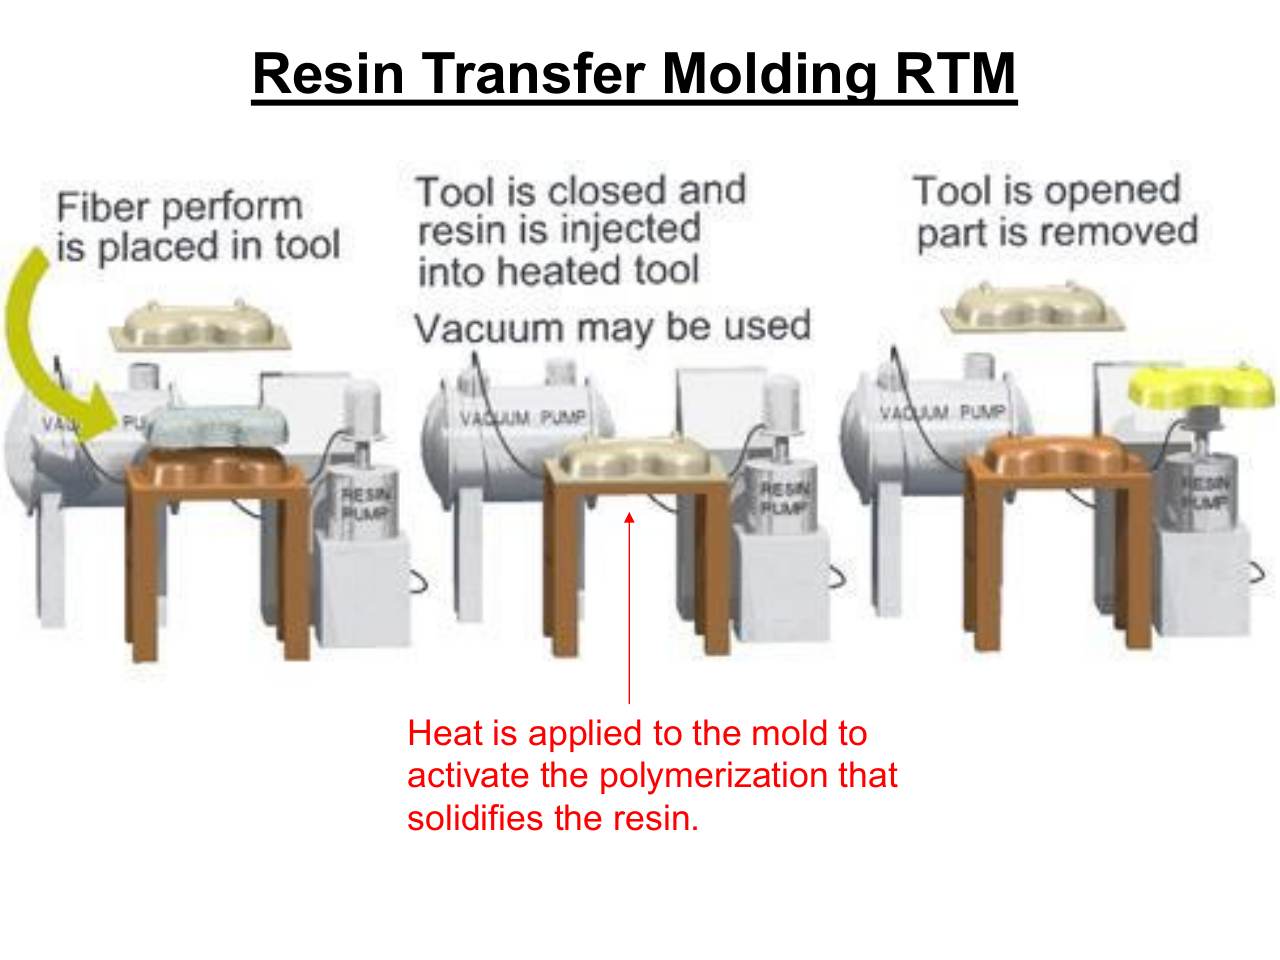 Resin Transfer Molding RTM
Fiber perform
is placed in tool
Tool is closed and
resin is injected
into heated tool
Vacuum may be used
Tool is opened
part is removed
VACUUM PUMP
RESIN
PUMP
VACUUM PUMP
RESIN
PUMP
RESIN
PUMP
Heat is applied to the mold to
activate the polymerization that
solidifies the resin.